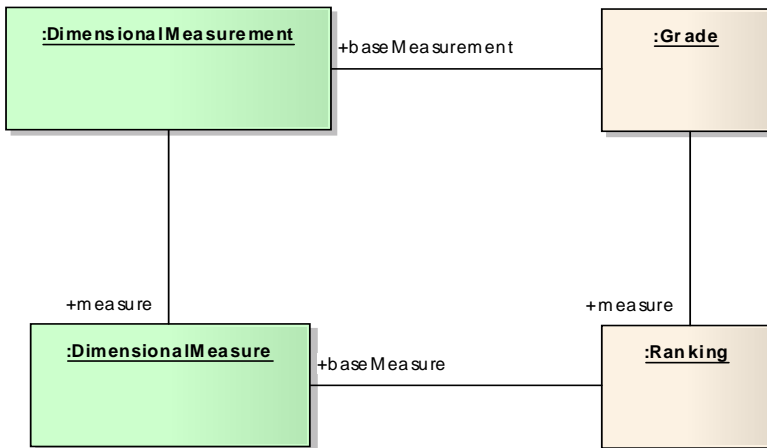 :DimensionalMeasurement
:Grade
+baseMeasurement
+measure
+measure
:DimensionalMeasure
:Ranking
+baseMeasure